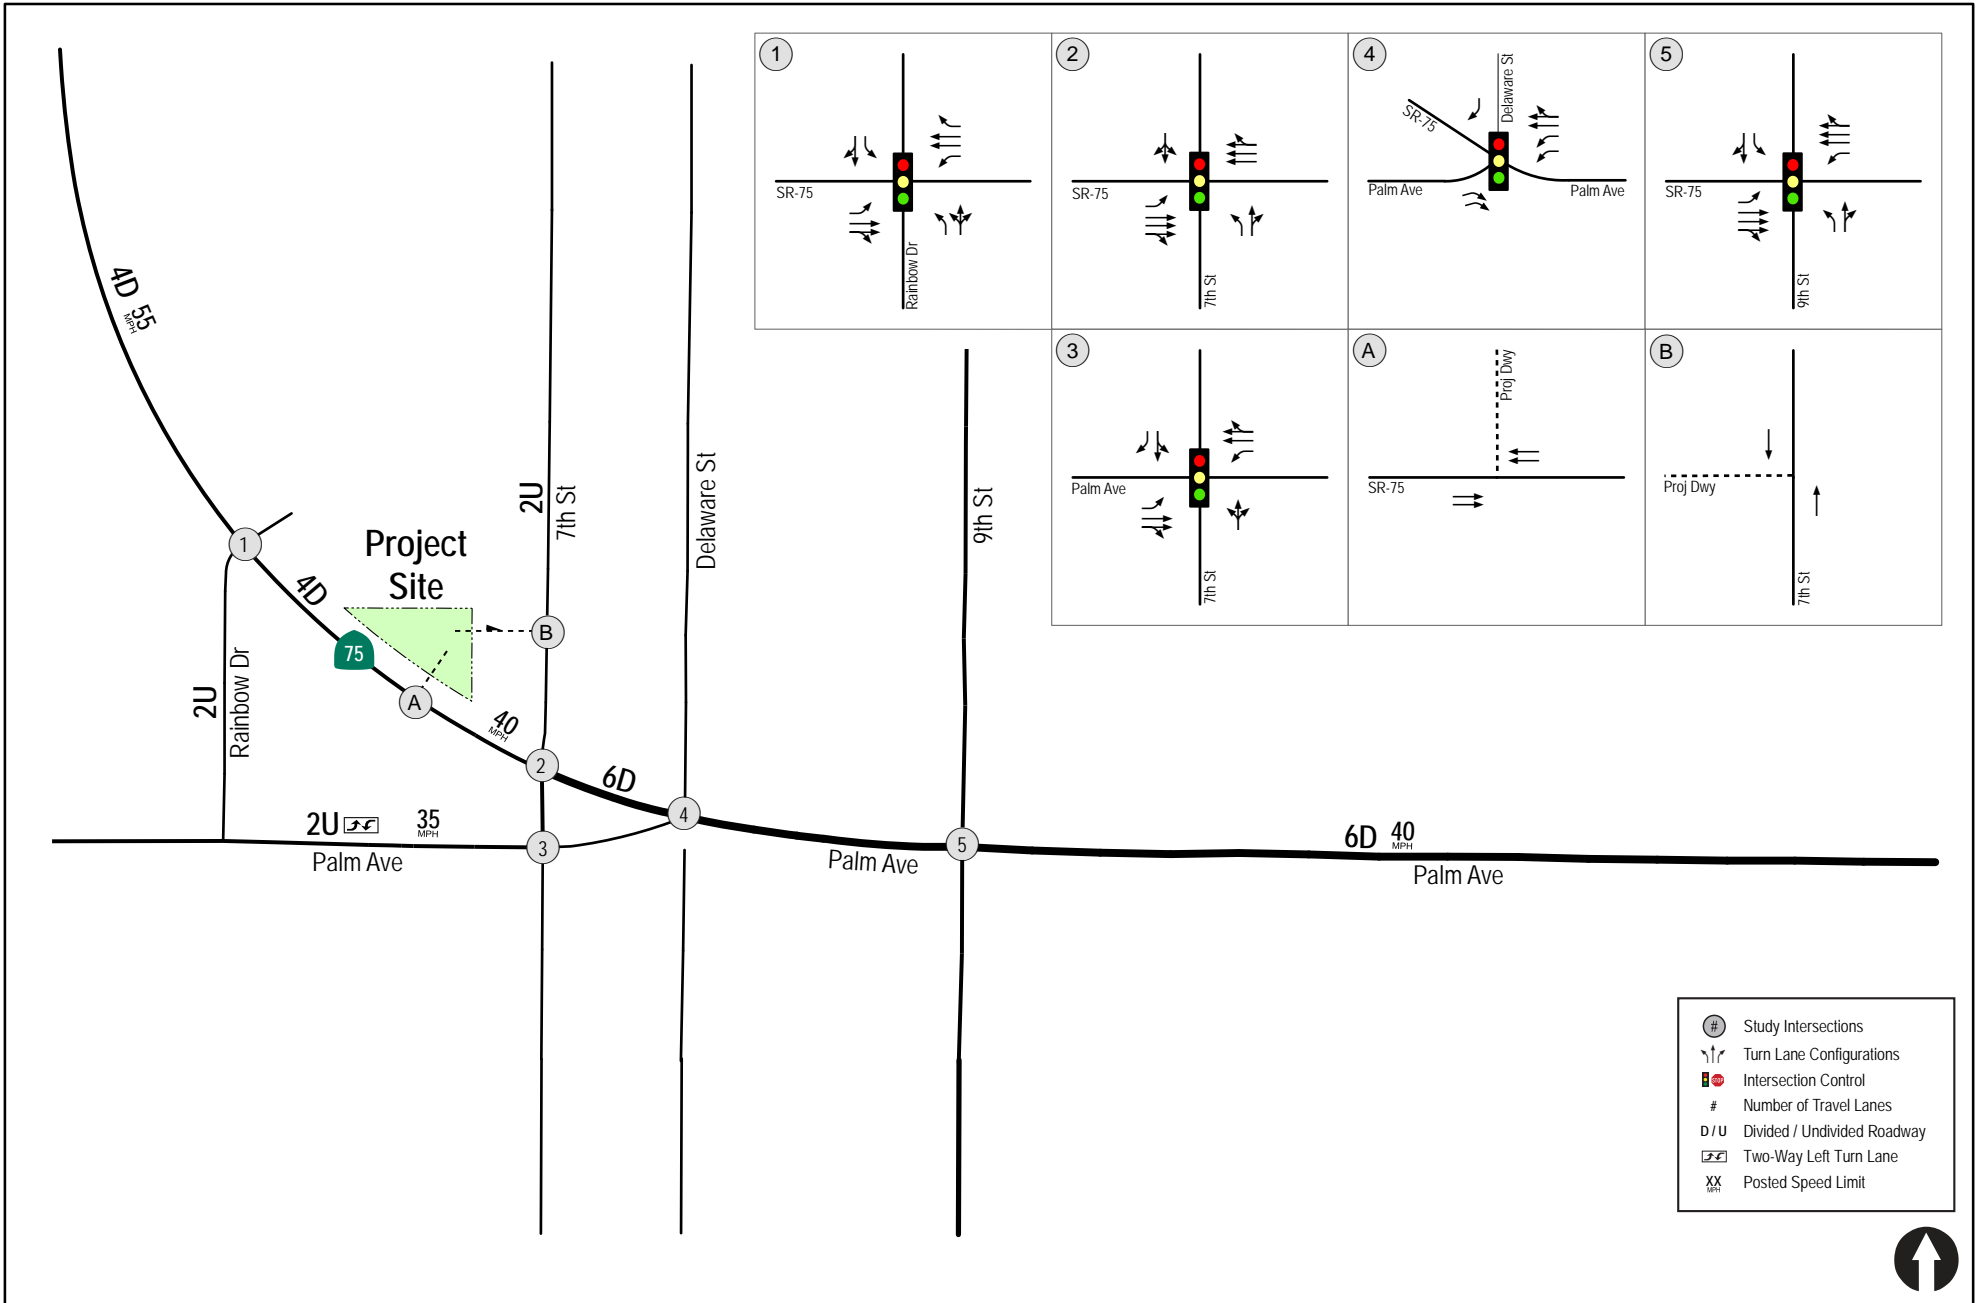 1
SR-75
Rainbow Dr
2
SR-75
7th St
4
SR-75
Delaware St
Palm Ave
Palm Ave
5
SR-75
9th St
3
Palm Ave
7th St
A
Proj Dwy
SR-75
B
Proj Dwy
7th St
4D 55
MPH
2U
7th St
Delaware St
9th St
1
Project
Site
4D
75
B
A
2U
Rainbow Dr
40
MPH
2
6D
4
2U
35
MPH
Palm Ave
3
5
Palm Ave
6D 40
MPH
Palm Ave
# Study Intersections
Turn Lane Configurations
STOP Intersection Control
# Number of Travel Lanes
D / U Divided / Undivided Roadway
Two-Way Left Turn Lane
XX
MPH
Posted Speed Limit